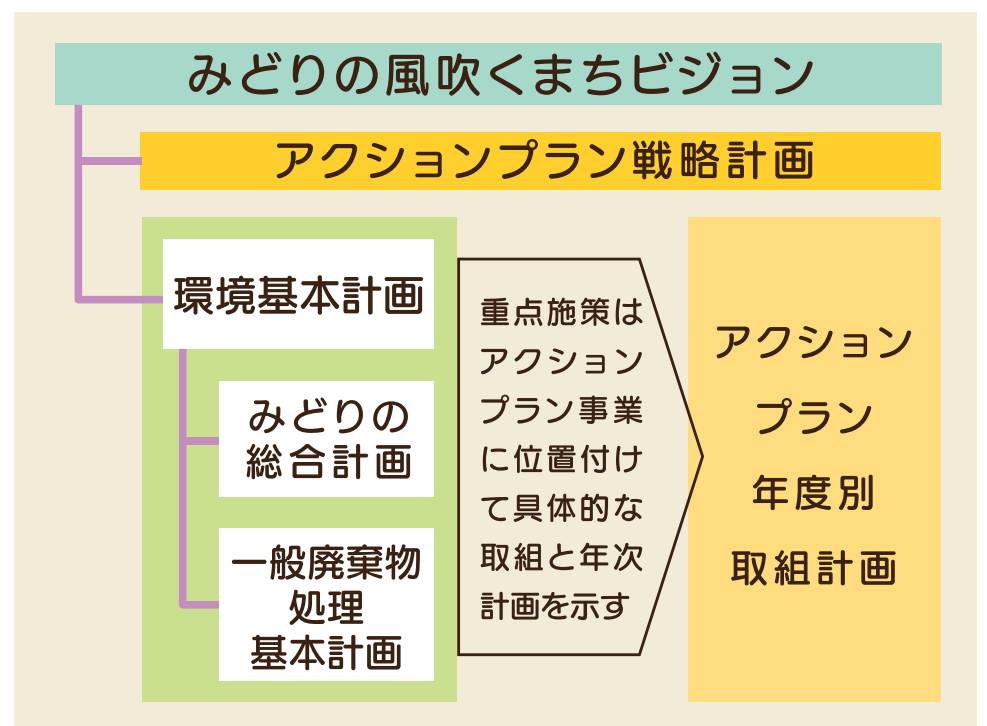 みどりの風吹くまちビジョン
アクションプラン戦略計画
環境基本計画
みどりの
総合計画
一般廃棄物
処理
基本計画
重点施策は
アクション
プラン事業
に位置付け
て具体的な
取組と年次
計画を示す
アクション
プラン
年度別
取組計画